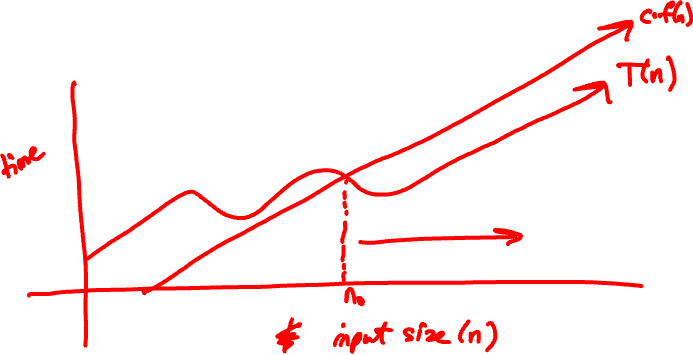 c·f(n)
T(n)
time
n₀
* input size (n)